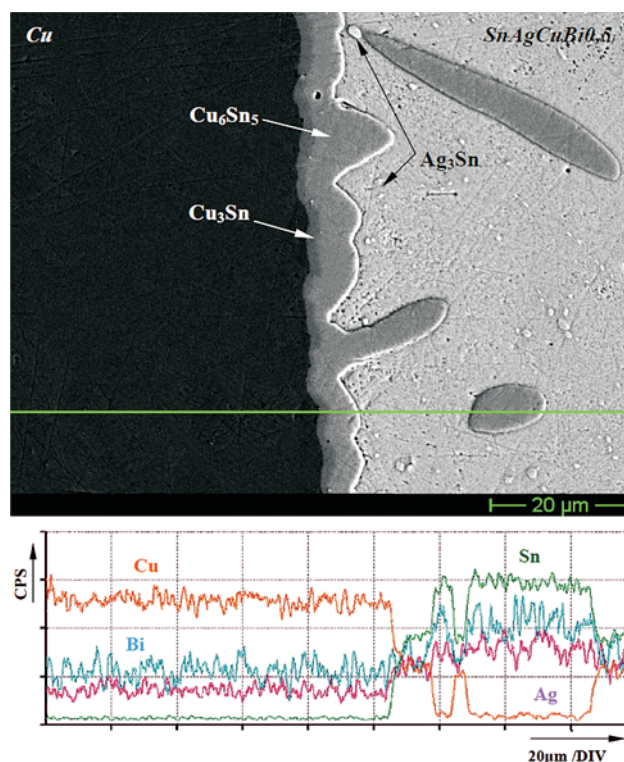 Cu
SnAgCuBi0,5
Cu6Sn5
Ag3Sn
Cu3Sn
20 µm
CPS
Cu
Sn
Bi
Ag
20µm /DIV